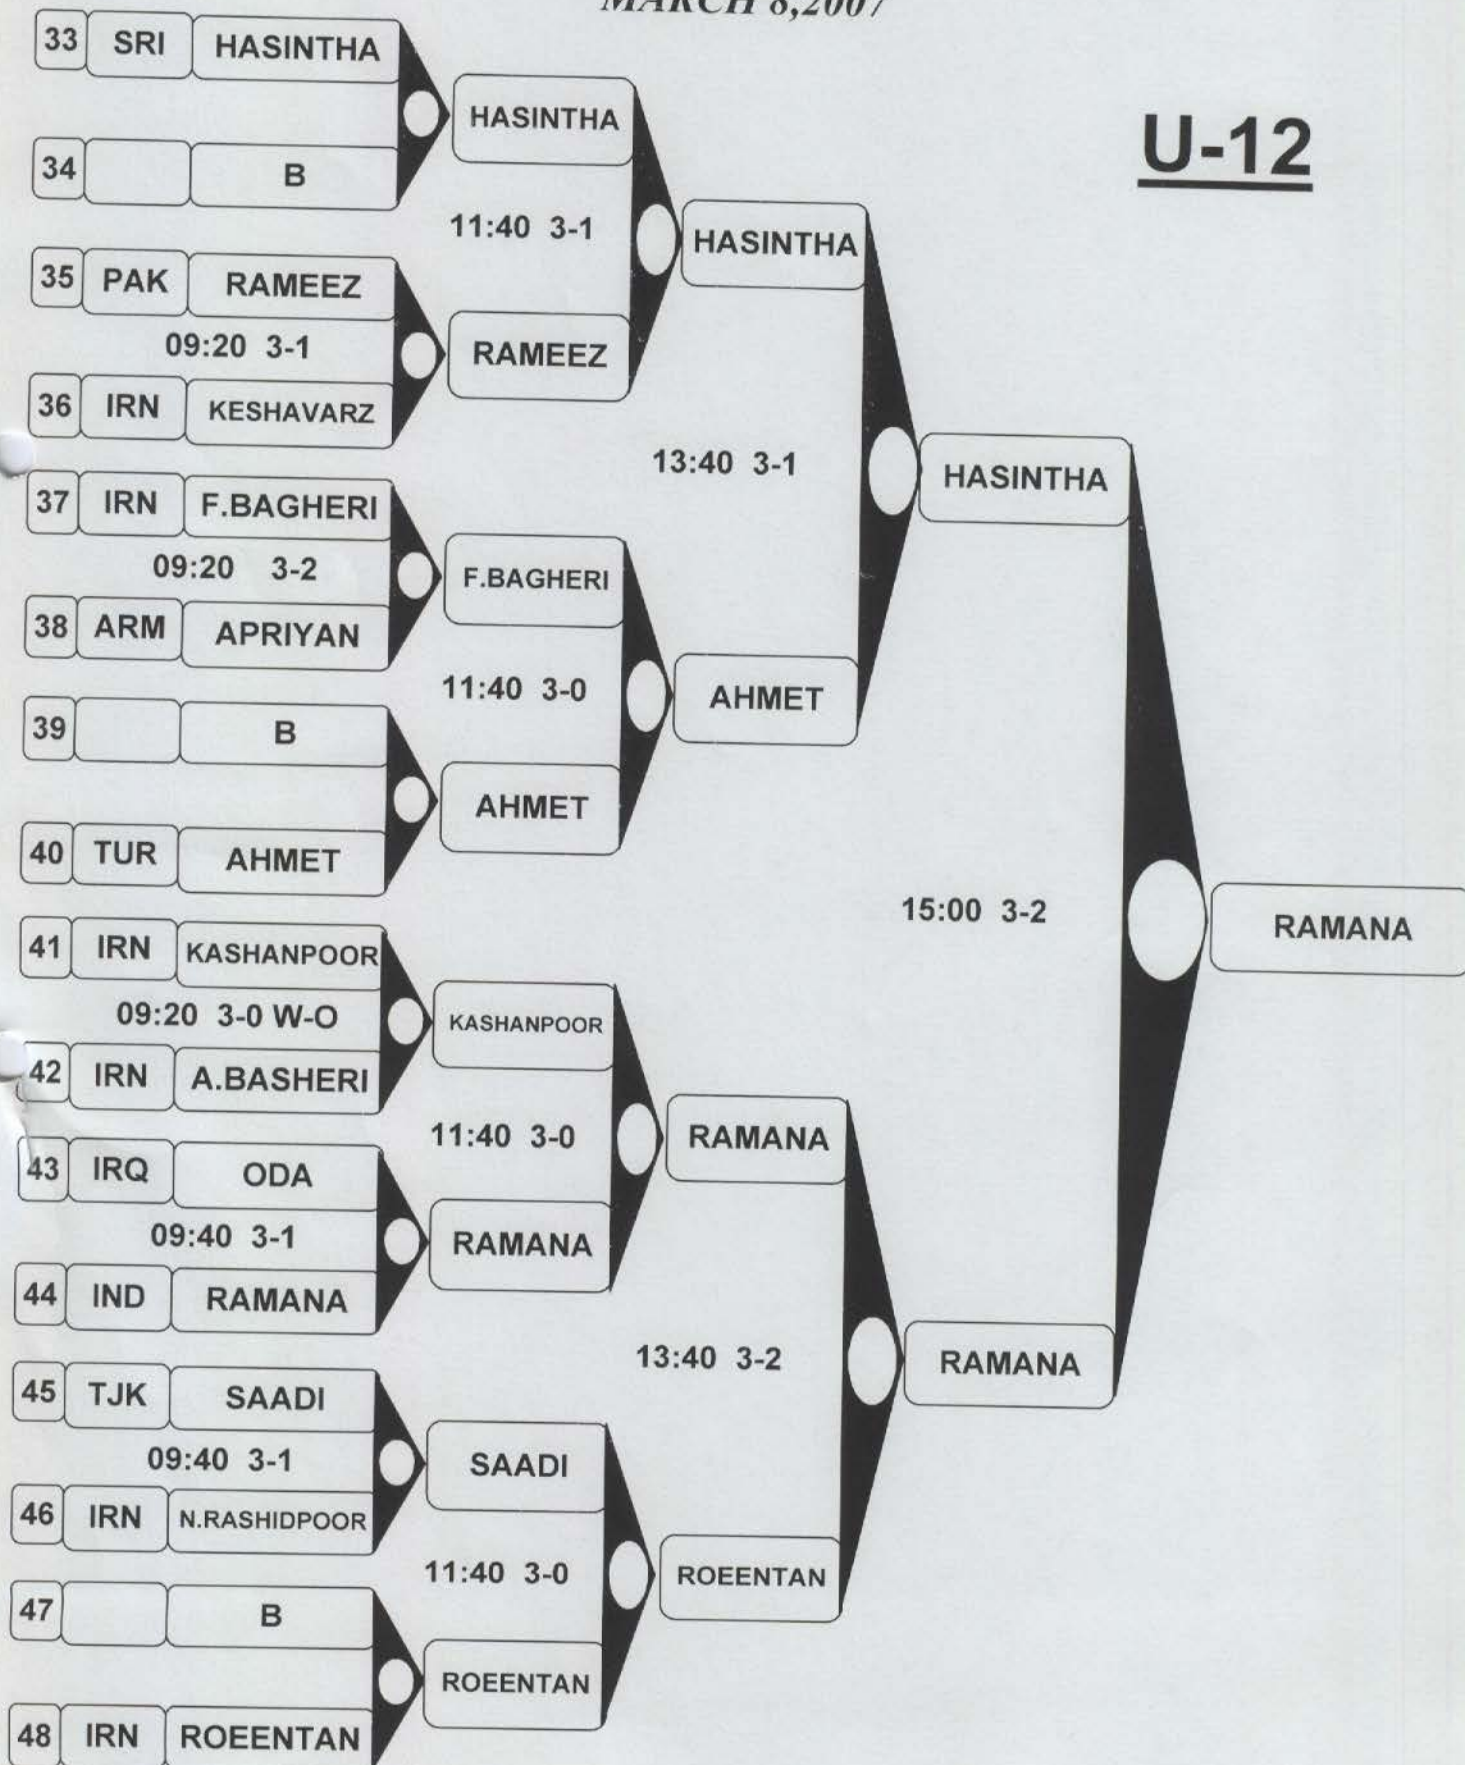 MARCH 8,2007
U-12
33 SRI HASINTHA
HASINTHA
34 B
11:40 3-1
HASINTHA
35 PAK RAMEEZ
09:20 3-1
RAMEEZ
36 IRN KESHAVARZ
13:40 3-1
HASINTHA
37 IRN F.BAGHERI
09:20 3-2
F.BAGHERI
38 ARM APRIYAN
11:40 3-0
AHMET
39 B
AHMET
40 TUR AHMET
15:00 3-2
RAMANA
41 IRN KASHANPOOR
09:20 3-0 W-O
KASHANPOOR
42 IRN A.BASHERI
11:40 3-0
RAMANA
43 IRQ ODA
09:40 3-1
RAMANA
44 IND RAMANA
13:40 3-2
RAMANA
45 TJK SAADI
09:40 3-1
SAADI
46 IRN N.RASHIDPOOR
11:40 3-0
ROEENTAN
47 B
ROEENTAN
48 IRN ROEENTAN